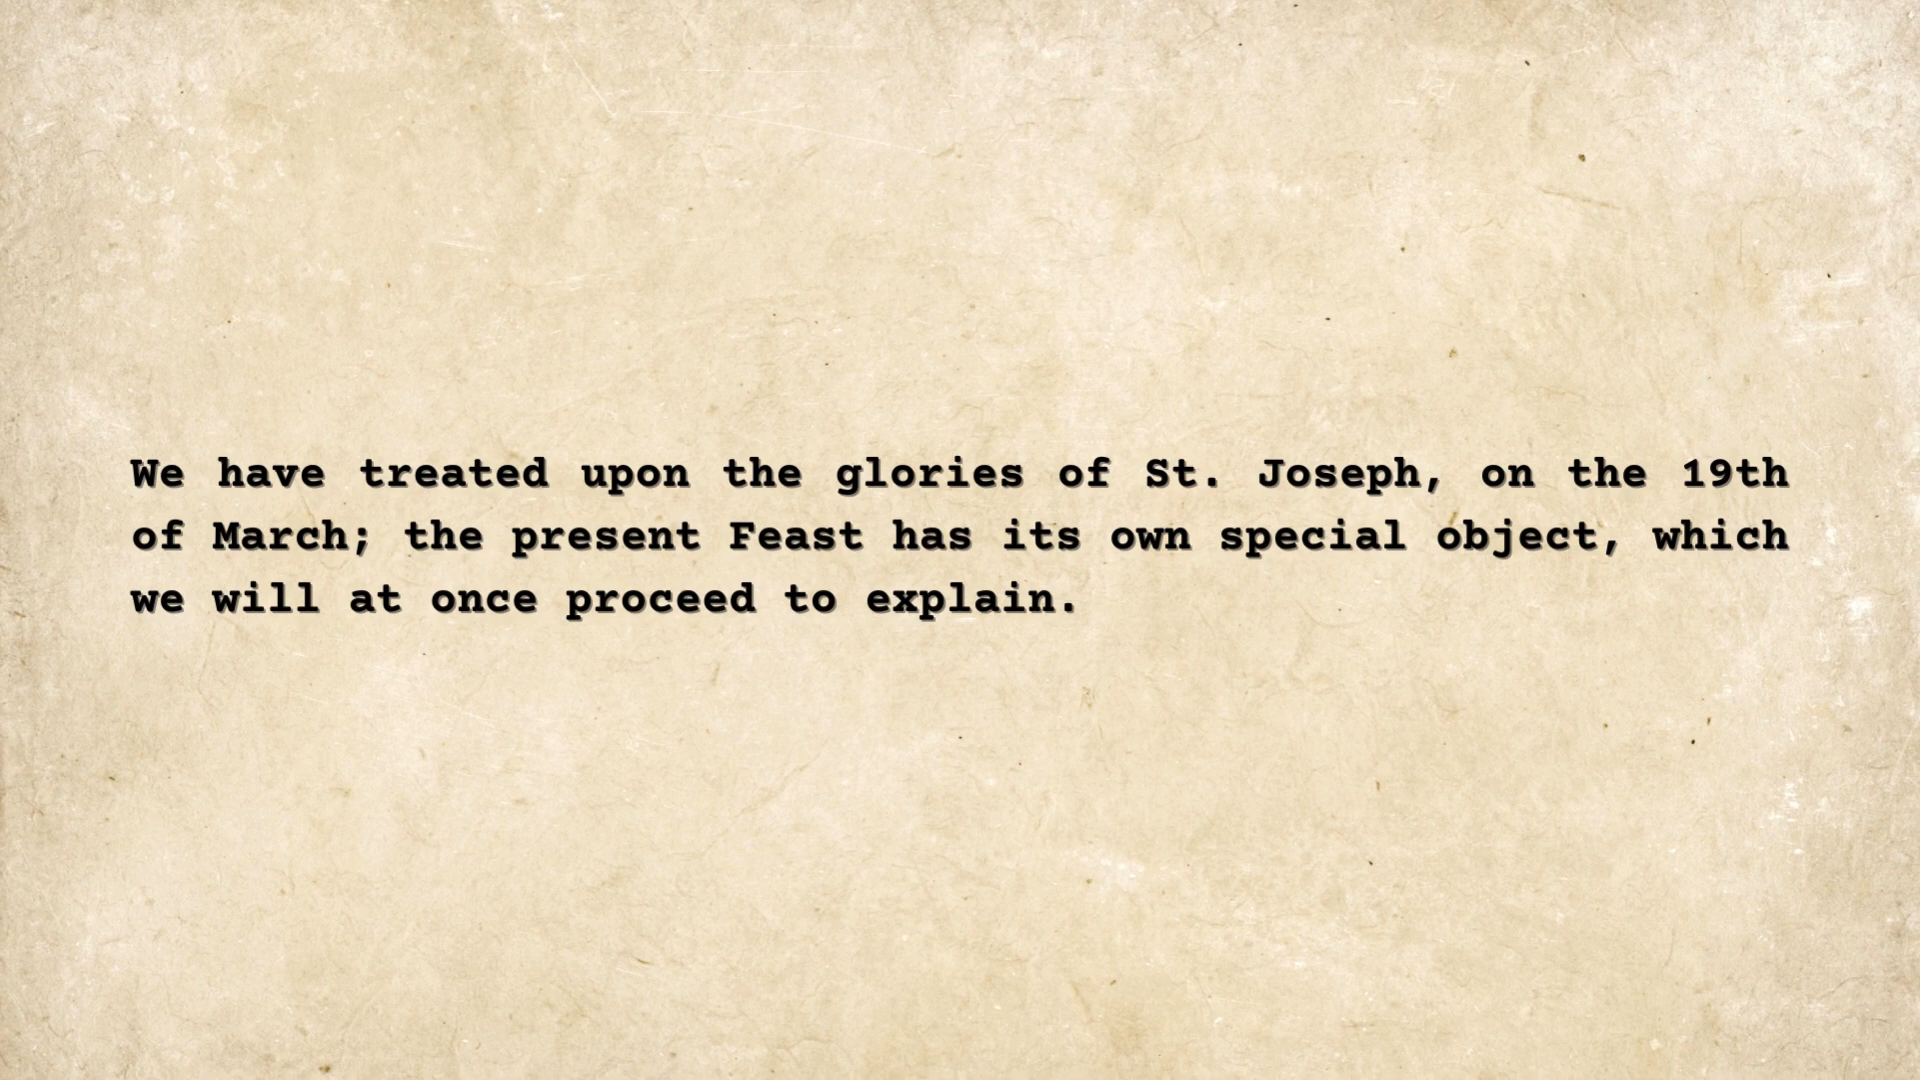 We have treated upon the glories of St. Joseph, on the 19th
of March; the present Feast has its own special object, which
we will at once proceed to explain.